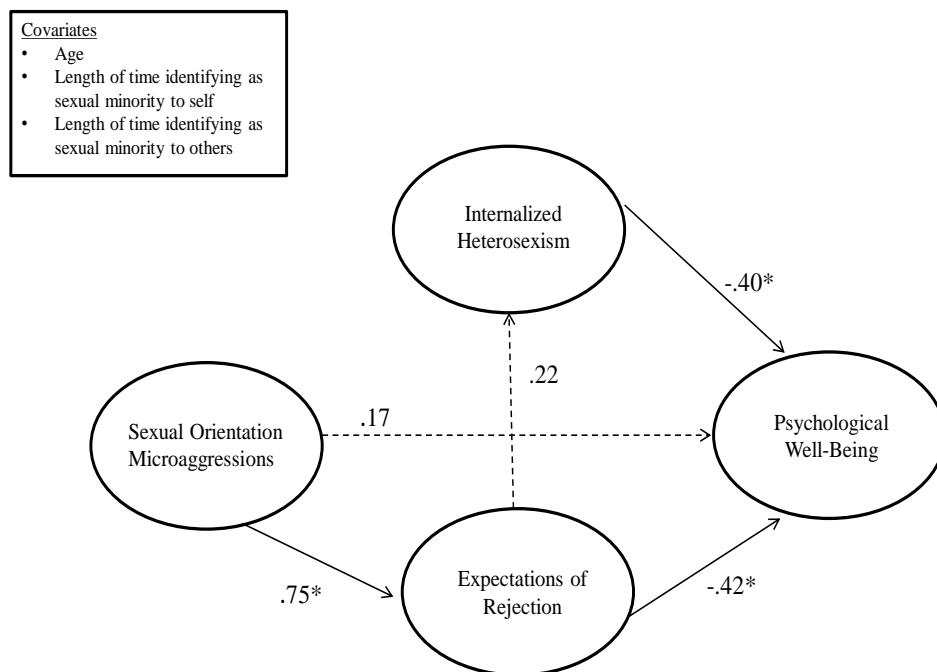 Covariates
• Age
• Length of time identifying as
sexual minority to self
• Length of time identifying as
sexual minority to others
Internalized
Heterosexism
-.40*
.22
.17
Sexual Orientation
Microaggressions
Psychological
Well-Being
.75*
Expectations of
Rejection
-.42*